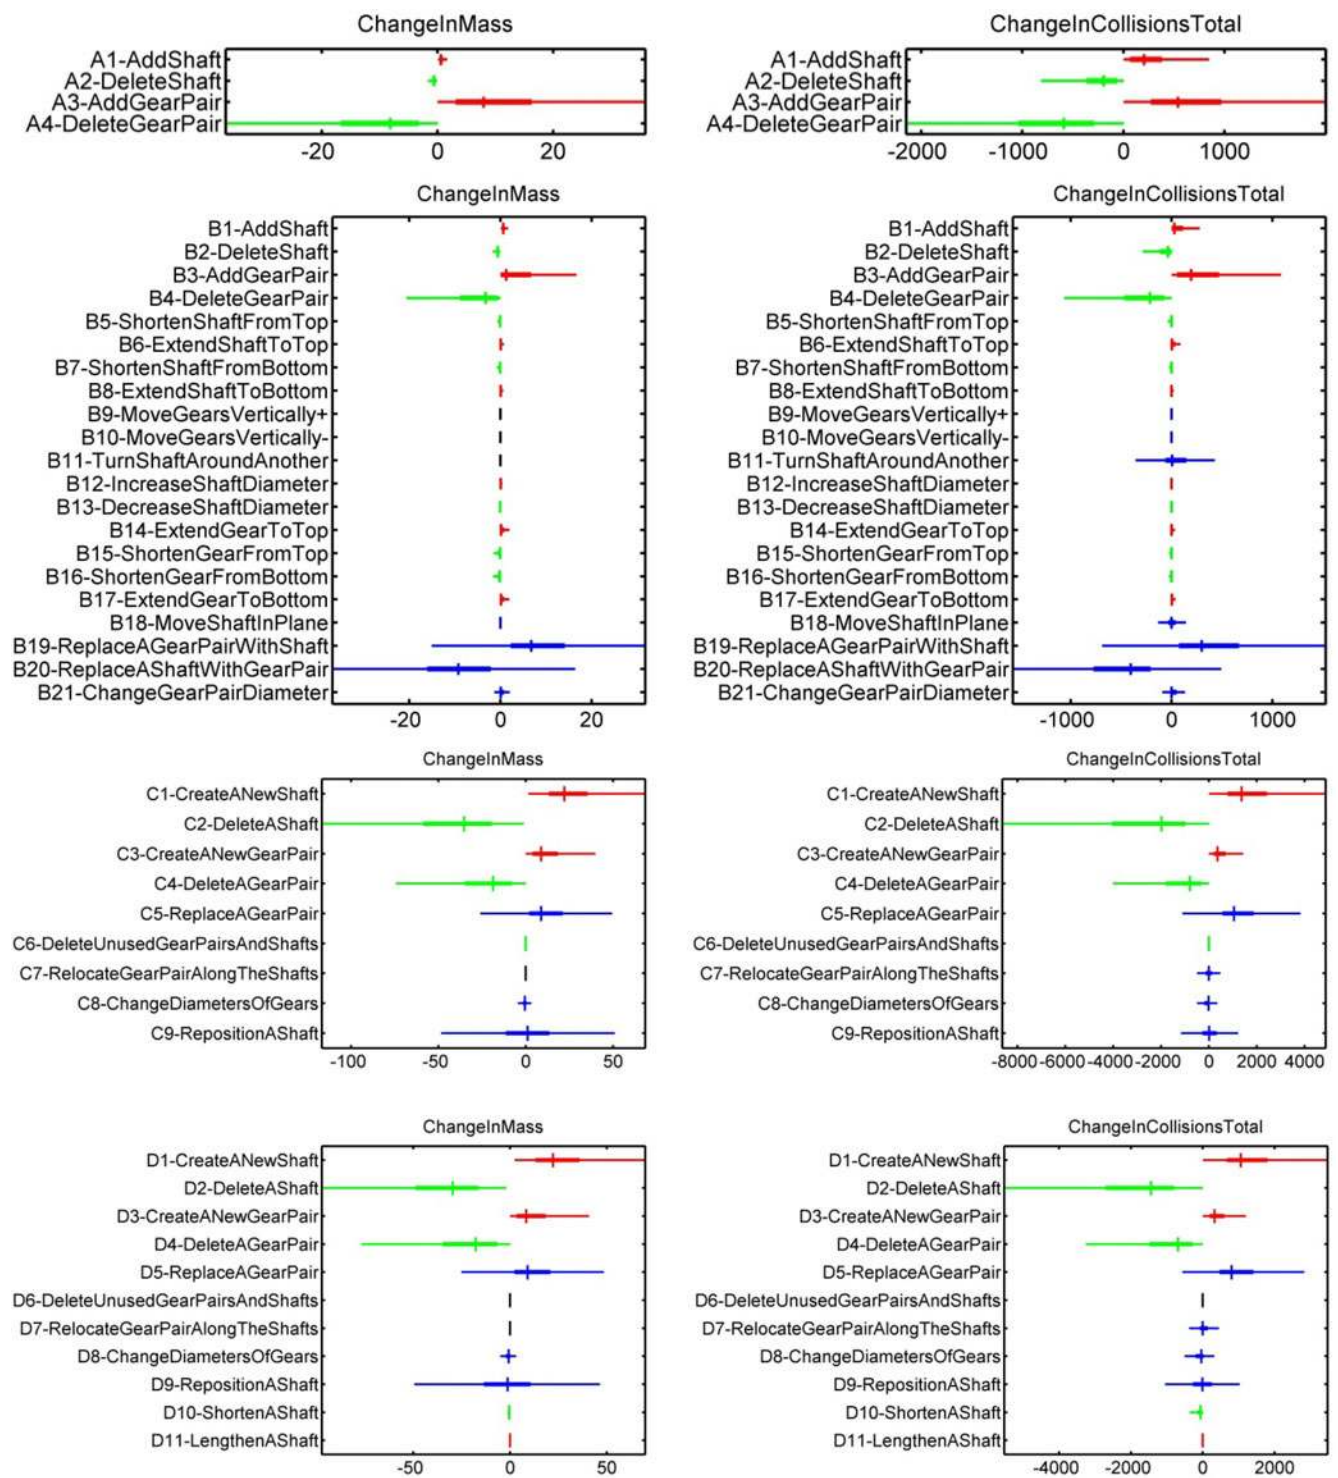 ChangeInMass
A1-AddShaft
A2-DeleteShaft
A3-AddGearPair
A4-DeleteGearPair
-20 0 20
ChangeInCollisionsTotal
A1-AddShaft
A2-DeleteShaft
A3-AddGearPair
A4-DeleteGearPair
-2000 -1000 0 1000
ChangeInMass
B1-AddShaft
B2-DeleteShaft
B3-AddGearPair
B4-DeleteGearPair
B5-ShortenShaftFromTop
B6-ExtendShaftToTop
B7-ShortenShaftFromBottom
B8-ExtendShaftToBottom
B9-MoveGearsVertically+
B10-MoveGearsVertically-
B11-TurnShaftAroundAnother
B12-IncreaseShaftDiameter
B13-DecreaseShaftDiameter
B14-ExtendGearToTop
B15-ShortenGearFromTop
B16-ShortenGearFromBottom
B17-ExtendGearToBottom
B18-MoveShaftInPlane
B19-ReplaceAGearPairWithShaft
B20-ReplaceAShaftWithGearPair
B21-ChangeGearPairDiameter
-20 0 20
ChangeInCollisionsTotal
B1-AddShaft
B2-DeleteShaft
B3-AddGearPair
B4-DeleteGearPair
B5-ShortenShaftFromTop
B6-ExtendShaftToTop
B7-ShortenShaftFromBottom
B8-ExtendShaftToBottom
B9-MoveGearsVertically+
B10-MoveGearsVertically-
B11-TurnShaftAroundAnother
B12-IncreaseShaftDiameter
B13-DecreaseShaftDiameter
B14-ExtendGearToTop
B15-ShortenGearFromTop
B16-ShortenGearFromBottom
B17-ExtendGearToBottom
B18-MoveShaftInPlane
B19-ReplaceAGearPairWithShaft
B20-ReplaceAShaftWithGearPair
B21-ChangeGearPairDiameter
-1000 0 1000
ChangeInMass
C1-CreateANewShaft
C2-DeleteAShaft
C3-CreateANewGearPair
C4-DeleteAGearPair
C5-ReplaceAGearPair
C6-DeleteUnusedGearPairsAndShafts
C7-RelocateGearPairAlongTheShafts
C8-ChangeDiametersOfGears
C9-RepositionAShaft
-100 -50 0 50
ChangeInCollisionsTotal
C1-CreateANewShaft
C2-DeleteAShaft
C3-CreateANewGearPair
C4-DeleteAGearPair
C5-ReplaceAGearPair
C6-DeleteUnusedGearPairsAndShafts
C7-RelocateGearPairAlongTheShafts
C8-ChangeDiametersOfGears
C9-RepositionAShaft
-8000 -6000 -4000 -2000 0 2000 4000
ChangeInMass
D1-CreateANewShaft
D2-DeleteAShaft
D3-CreateANewGearPair
D4-DeleteAGearPair
D5-ReplaceAGearPair
D6-DeleteUnusedGearPairsAndShafts
D7-RelocateGearPairAlongTheShafts
D8-ChangeDiametersOfGears
D9-RepositionAShaft
D10-ShortenAShaft
D11-LengthenAShaft
-50 0 50
ChangeInCollisionsTotal
D1-CreateANewShaft
D2-DeleteAShaft
D3-CreateANewGearPair
D4-DeleteAGearPair
D5-ReplaceAGearPair
D6-DeleteUnusedGearPairsAndShafts
D7-RelocateGearPairAlongTheShafts
D8-ChangeDiametersOfGears
D9-RepositionAShaft
D10-ShortenAShaft
D11-LengthenAShaft
-4000 -2000 0 2000